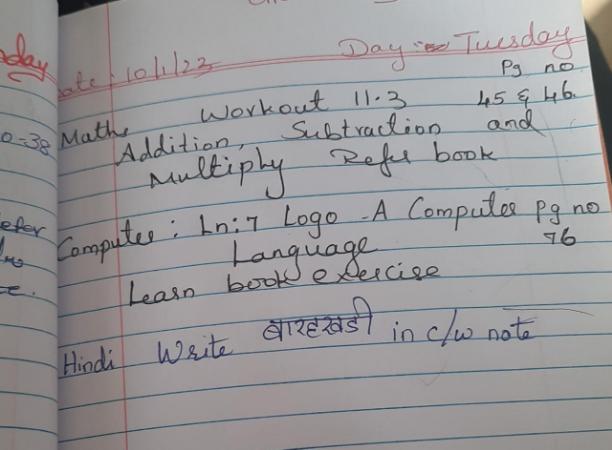 day
Date : 10/1/23 Day :- Tuesday
Pg no
Maths Workout 11.3 45 & 46.
0-38
Addition, Subtraction and
Multiply Refer book
efer
Computer : Ln:7 Logo - A Computer Pg no
Language 76
Learn book exercise
Hindi Write बारहखडी in c/w note